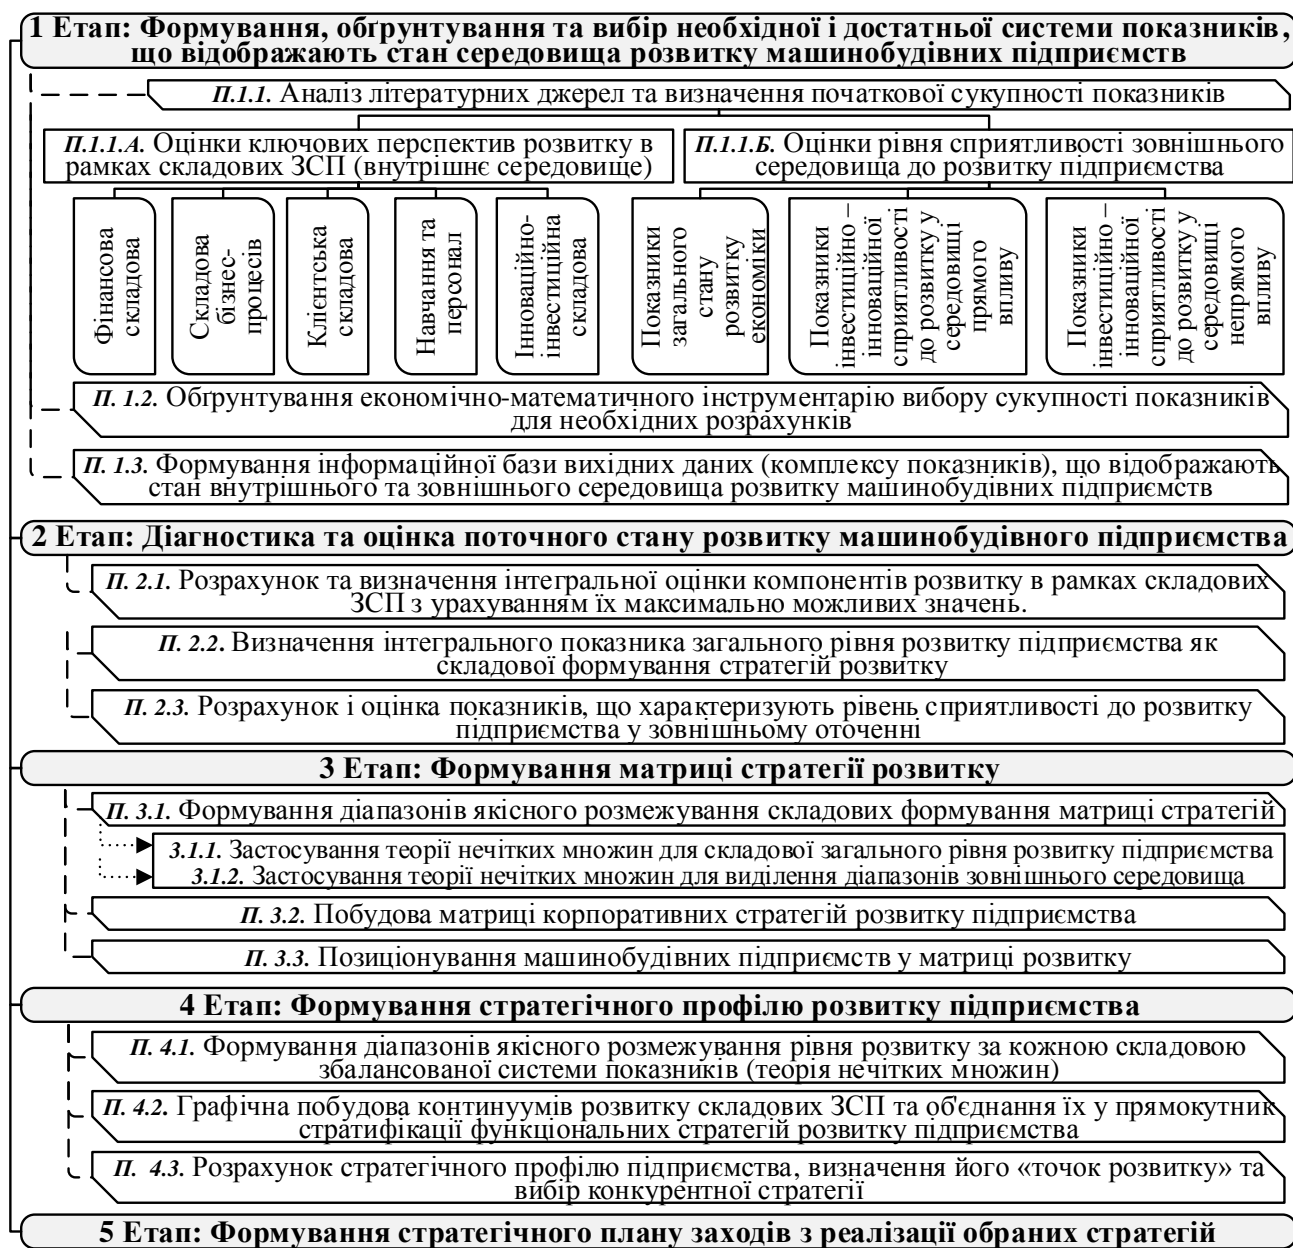 1 Етап: Формування, обґрунтування та вибір необхідної і достатньої системи показників,
що відображають стан середовища розвитку машинобудівних підприємств
П.1.1. Аналіз літературних джерел та визначення початкової сукупності показників
П.1.1.А. Оцінки ключових перспектив розвитку в
рамках складових ЗСП (внутрішнє середовище)
П.1.1.Б. Оцінки рівня сприятливості зовнішнього
середовища до розвитку підприємства
Фінансова
складова
Складова
бізнес-
процесів
Клієнтська
складова
Навчання та
персонал
Інноваційно-
інвестиційна
складова
Показники
загального
стану
розвитку
економіки
Показники
інвестиційно –
інноваційної
сприятливості
до розвитку у
середовищі
прямого
впливу
Показники
інвестиційно –
інноваційної
сприятливості
до розвитку у
середовищі
непрямого
впливу
П. 1.2. Обґрунтування економічно-математичного інструментарію вибору сукупності показників
для необхідних розрахунків
П. 1.3. Формування інформаційної бази вихідних даних (комплексу показників), що відображають
стан внутрішнього та зовнішнього середовища розвитку машинобудівних підприємств
2 Етап: Діагностика та оцінка поточного стану розвитку машинобудівного підприємства
П. 2.1. Розрахунок та визначення інтегральної оцінки компонентів розвитку в рамках складових
ЗСП з урахуванням їх максимально можливих значень.
П. 2.2. Визначення інтегрального показника загального рівня розвитку підприємства як
складової формування стратегій розвитку
П. 2.3. Розрахунок і оцінка показників, що характеризують рівень сприятливості до розвитку
підприємства у зовнішньому оточенні
3 Етап: Формування матриці стратегії розвитку
П. 3.1. Формування діапазонів якісного розмежування складових формування матриці стратегій
3.1.1. Застосування теорії нечітких множин для складової загального рівня розвитку підприємства
3.1.2. Застосування теорії нечітких множин для виділення діапазонів зовнішнього середовища
П. 3.2. Побудова матриці корпоративних стратегій розвитку підприємства
П. 3.3. Позиціонування машинобудівних підприємств у матриці розвитку
4 Етап: Формування стратегічного профілю розвитку підприємства
П. 4.1. Формування діапазонів якісного розмежування рівня розвитку за кожною складовою
збалансованої системи показників (теорія нечітких множин)
П. 4.2. Графічна побудова континуумів розвитку складових ЗСП та об'єднання їх у прямокутник
стратифікації функціональних стратегій розвитку підприємства
П. 4.3. Розрахунок стратегічного профілю підприємства, визначення його «точок розвитку» та
вибір конкурентної стратегії
5 Етап: Формування стратегічного плану заходів з реалізації обраних стратегій